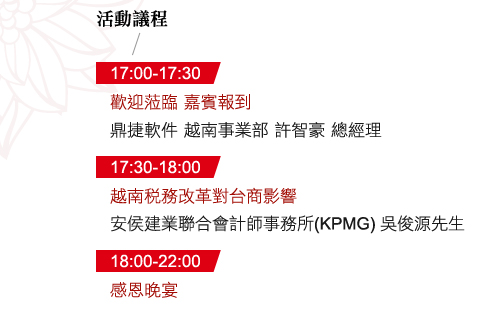 活動議程
17:00-17:30
歡迎蒞臨 嘉賓報到
鼎捷軟件 越南事業部 許智豪 總經理
17:30-18:00
越南税務改革對台商影響
安侯建業聯合會計師事務所(KPMG) 吳俊源先生
18:00-22:00
感恩晚宴